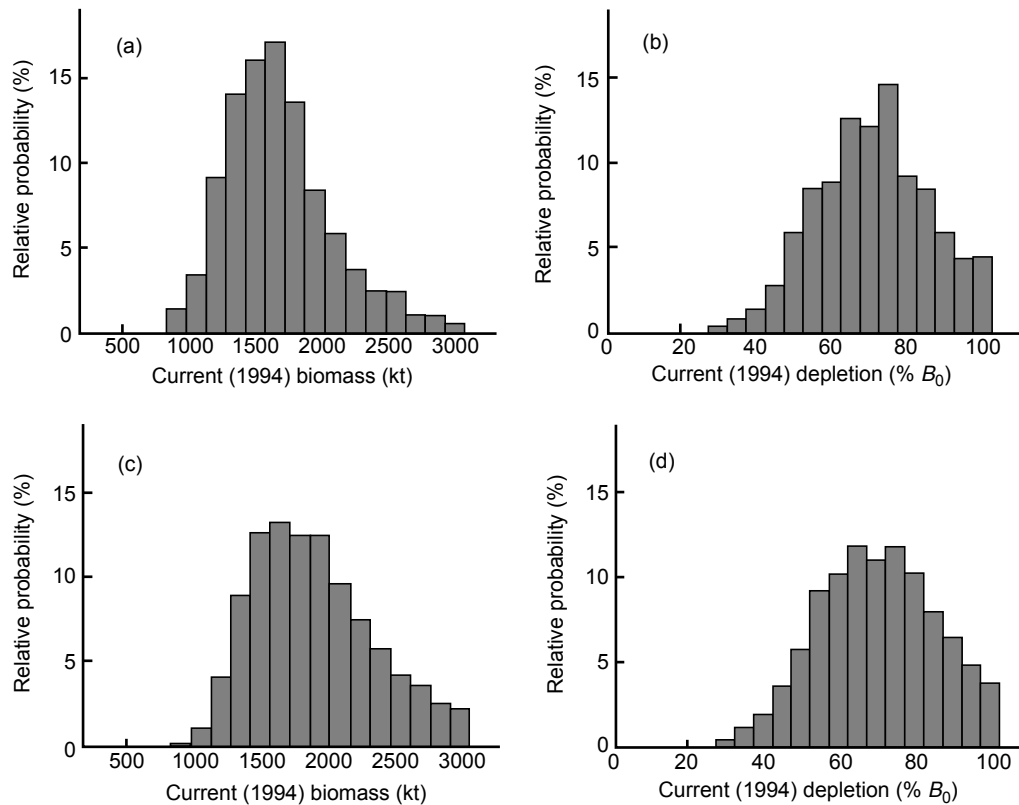 (a)
Relative probability (%)
15
10
5
0
500 1000 1500 2000 2500 3000
Current (1994) biomass (kt)
(b)
Relative probability (%)
15
10
5
0
0 20 40 60 80 100
Current (1994) depletion (% B0)
(c)
Relative probability (%)
15
10
5
0
500 1000 1500 2000 2500 3000
Current (1994) biomass (kt)
(d)
Relative probability (%)
15
10
5
0
0 20 40 60 80 100
Current (1994) depletion (% B0)